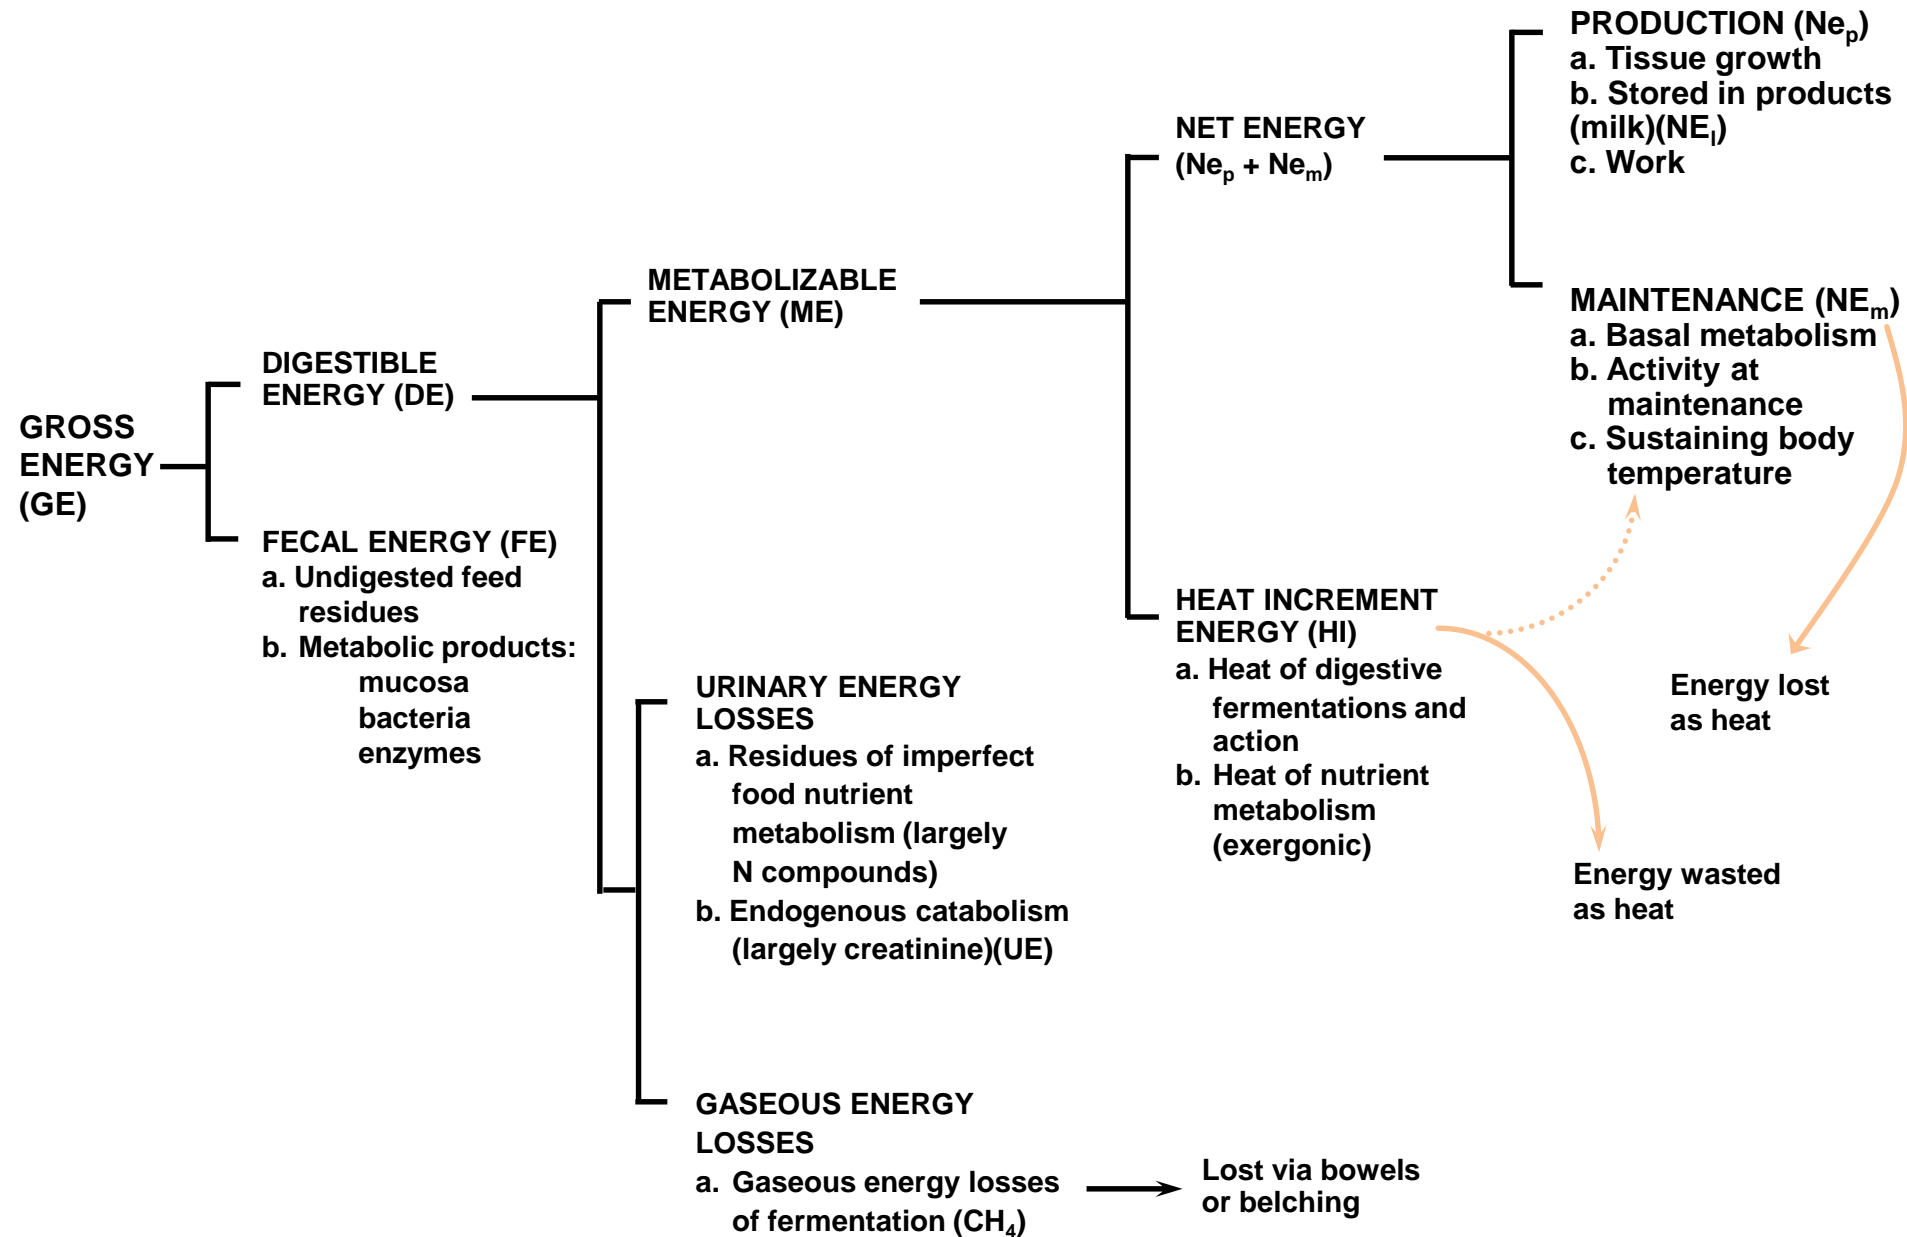 GROSS
ENERGY
(GE)
DIGESTIBLE
ENERGY (DE)
FECAL ENERGY (FE)
a. Undigested feed
residues
b. Metabolic products:
mucosa
bacteria
enzymes
METABOLIZABLE
ENERGY (ME)
URINARY ENERGY
LOSSES
a. Residues of imperfect
food nutrient
metabolism (largely
N compounds)
b. Endogenous catabolism
(largely creatinine)(UE)
GASEOUS ENERGY
LOSSES
a. Gaseous energy losses
of fermentation (CH₄)
Lost via bowels
or belching
NET ENERGY
(Neₚ + Neₘ)
HEAT INCREMENT
ENERGY (HI)
a. Heat of digestive
fermentations and
action
b. Heat of nutrient
metabolism
(exergonic)
PRODUCTION (Neₚ)
a. Tissue growth
b. Stored in products
(milk)(NEₗ)
c. Work
MAINTENANCE (NEₘ)
a. Basal metabolism
b. Activity at
maintenance
c. Sustaining body
temperature
Energy lost
as heat
Energy wasted
as heat